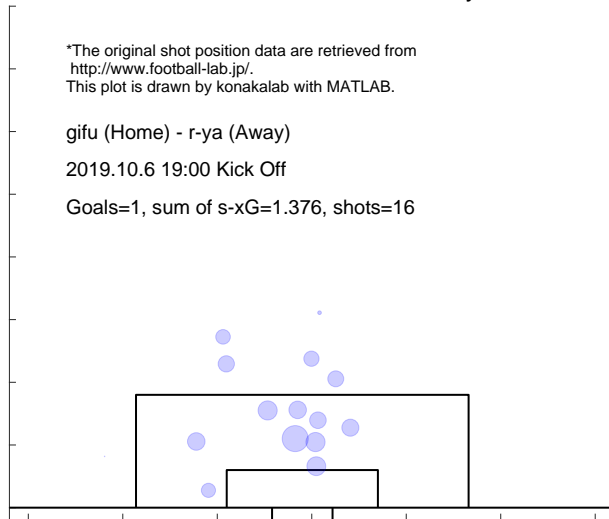 *The original shot position data are retrieved from
http://www.football-lab.jp/.
This plot is drawn by konakalab with MATLAB.
gifu (Home) - r-ya (Away)
2019.10.6 19:00 Kick Off
Goals=1, sum of s-xG=1.376, shots=16